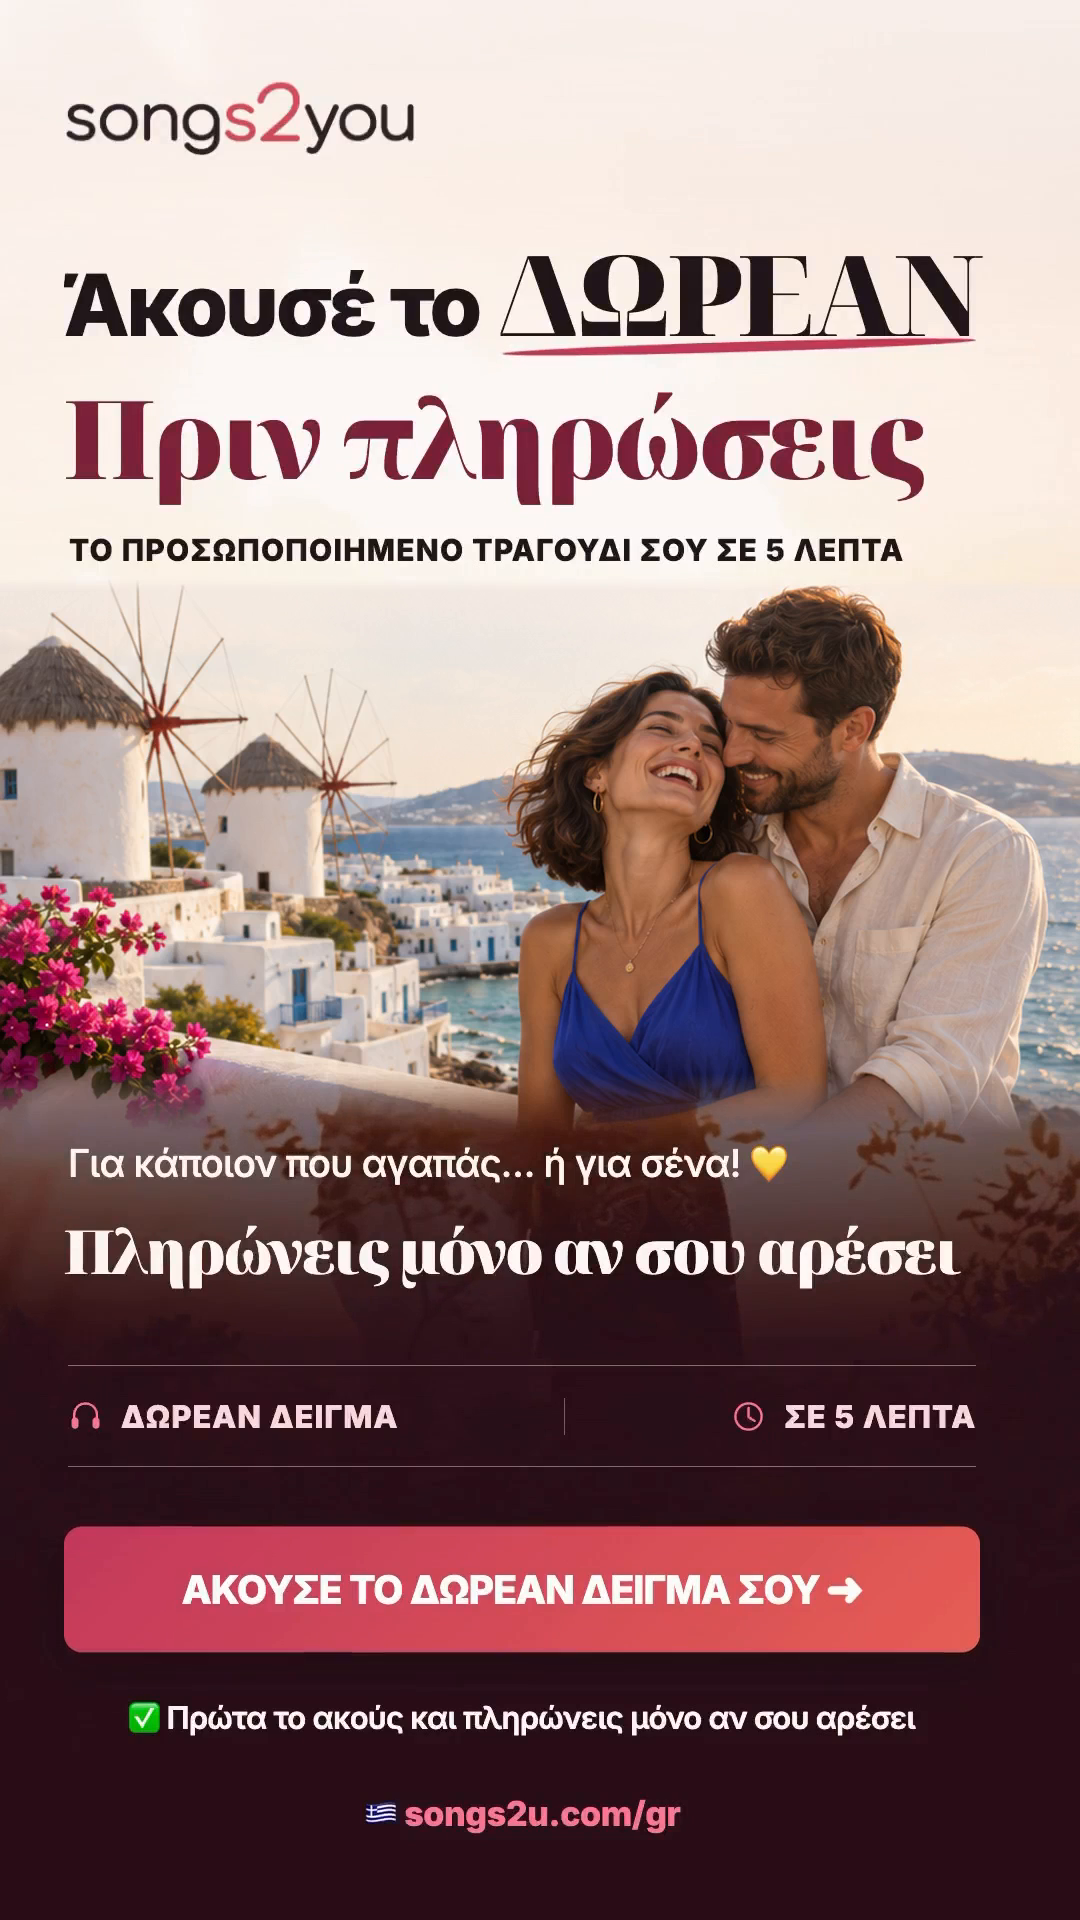 songs2you
Άκουσέ το ΔΩΡΕΑΝ
Πριν πληρώσεις
ΤΟ ΠΡΟΣΩΠΟΠΟΙΗΜΕΝΟ ΤΡΑΓΟΥΔΙ ΣΟΥ ΣΕ 5 ΛΕΠΤΑ
Για κάποιον που αγαπάς... ή για σένα! 💛
Πληρώνεις μόνο αν σου αρέσει
ΔΩΡΕΑΝ ΔΕΙΓΜΑ
ΣΕ 5 ΛΕΠΤΑ
ΑΚΟΥΣΕ ΤΟ ΔΩΡΕΑΝ ΔΕΙΓΜΑ ΣΟΥ ➜
✅ Πρώτα το ακούς και πληρώνεις μόνο αν σου αρέσει
🇬🇷 songs2u.com/gr